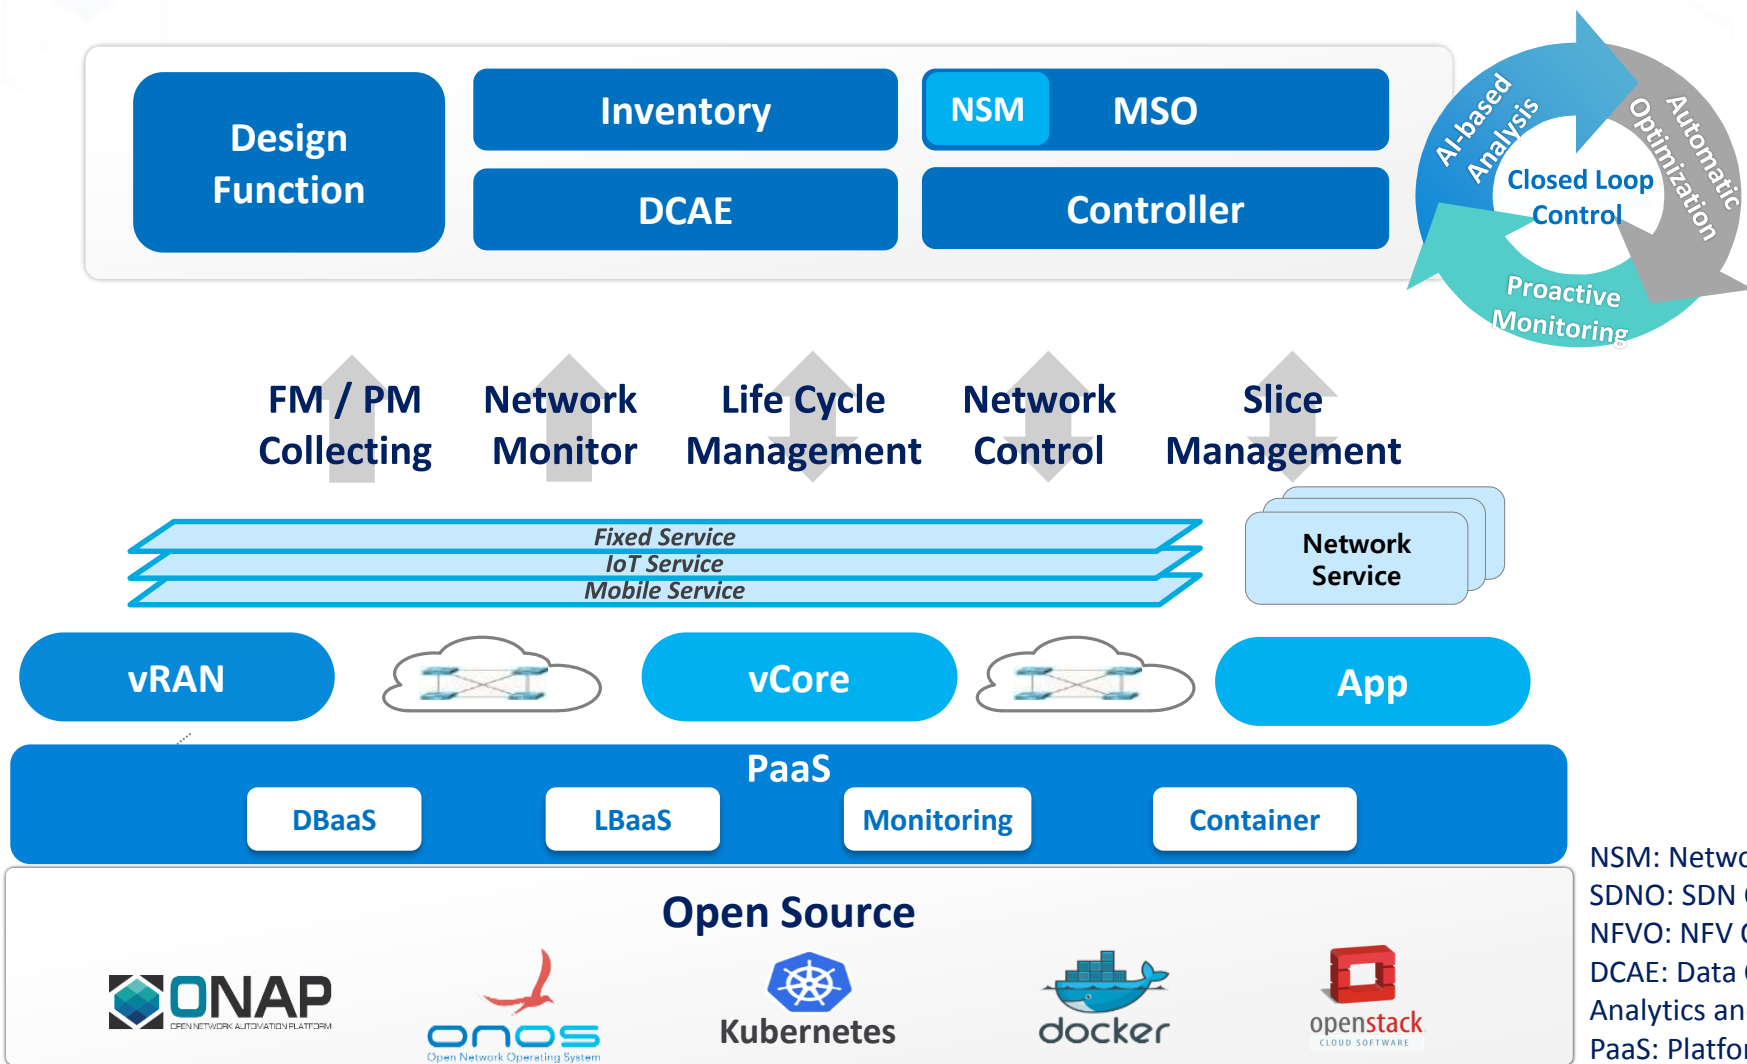 Design
Function
Inventory
NSM
MSO
DCAE
Controller
AI-based
Analysis
Automatic
Optimization
Closed Loop
Control
Proactive
Monitoring
FM / PM
Collecting
Network
Monitor
Life Cycle
Management
Network
Control
Slice
Management
Fixed Service
IoT Service
Mobile Service
Network
Service
vRAN
vCore
App
PaaS
DBaaS
LBaaS
Monitoring
Container
Open Source
ONAP
OPEN NETWORK AUTOMATION PLATFORM
onos
Open Network Operating System
Kubernetes
docker
openstack
CLOUD SOFTWARE
NSM:
SDNO: SDN
NFVO: NFV
DCAE: Data
Analytics
PaaS: